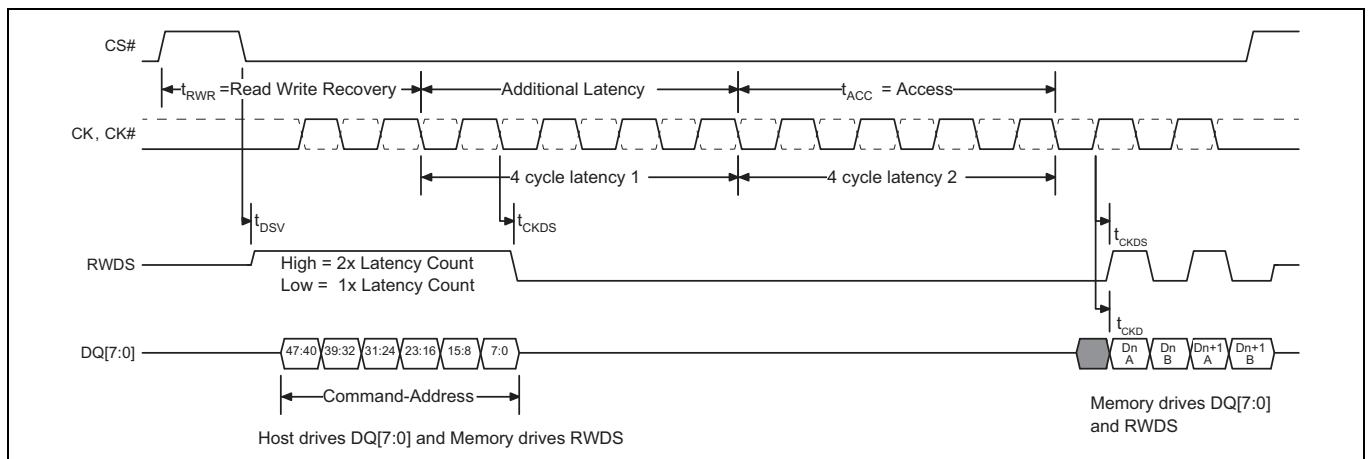 CS#
tRWR =Read Write Recovery
Additional Latency
tACC = Access
CK, CK#
4 cycle latency 1
4 cycle latency 2
tDSV
tCKDS
tCKDS
RWDS
High = 2x Latency Count
Low = 1x Latency Count
tCKD
DQ[7:0]
47:40 39:32 31:24 23:16 15:8 7:0
Dn A
Dn B
Dn+1 A
Dn+1 B
Command-Address
Memory drives DQ[7:0]
and RWDS
Host drives DQ[7:0] and Memory drives RWDS